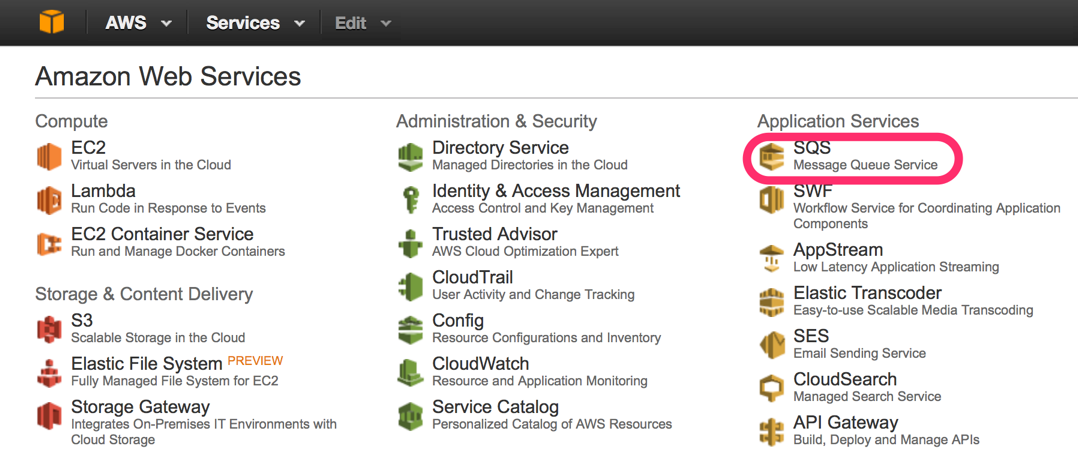 AWS Services Edit
Amazon Web Services
Compute
EC2
Virtual Servers in the Cloud
Lambda
Run Code in Response to Events
EC2 Container Service
Run and Manage Docker Containers
Storage & Content Delivery
S3
Scalable Storage in the Cloud
Elastic File System PREVIEW
Fully Managed File System for EC2
Storage Gateway
Integrates On-Premises IT Environments with
Cloud Storage
Administration & Security
Directory Service
Managed Directories in the Cloud
Identity & Access Management
Access Control and Key Management
Trusted Advisor
AWS Cloud Optimization Expert
CloudTrail
User Activity and Change Tracking
Config
Resource Configurations and Inventory
CloudWatch
Resource and Application Monitoring
Service Catalog
Personalized Catalog of AWS Resources
Application Services
SQS
Message Queue Service
SWF
Workflow Service for Coordinating Application
Components
AppStream
Low Latency Application Streaming
Elastic Transcoder
Easy-to-use Scalable Media Transcoding
SES
Email Sending Service
CloudSearch
Managed Search Service
API Gateway
Build, Deploy and Manage APIs